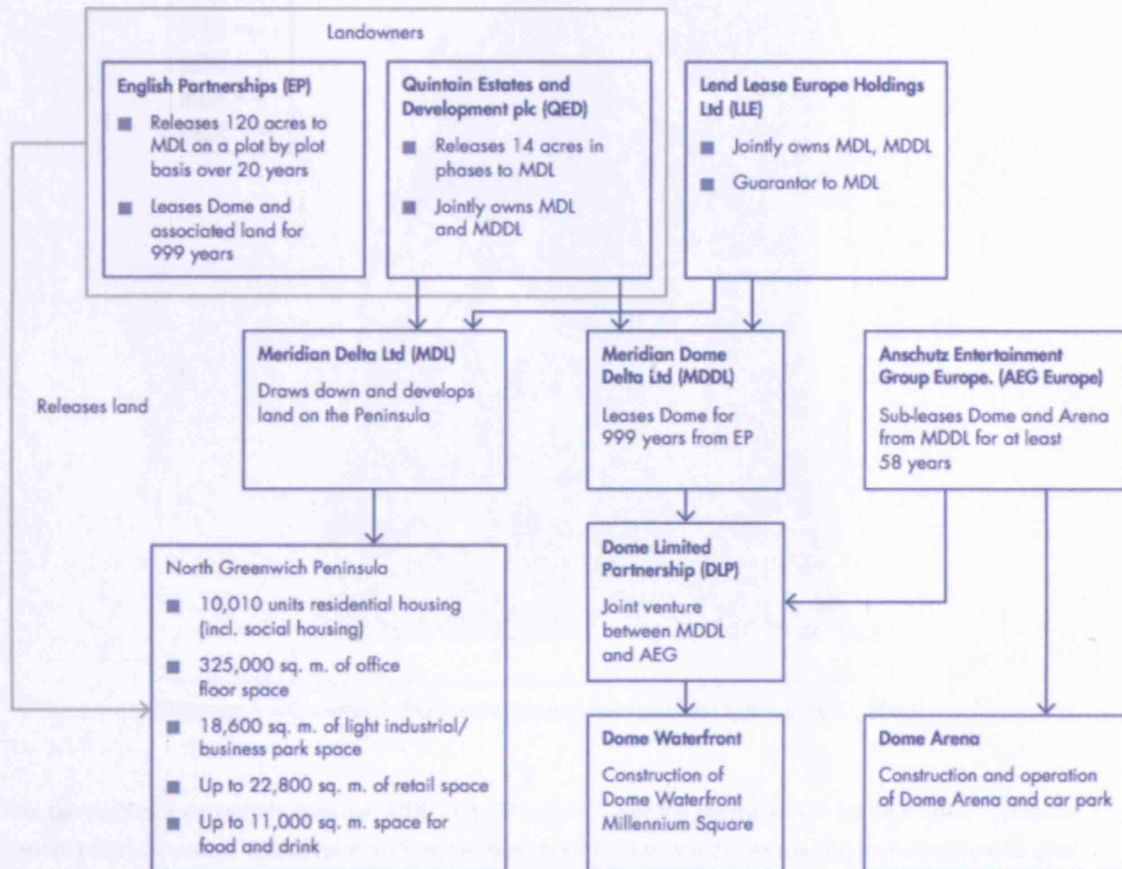 Landowners
English Partnerships (EP)
■ Releases 120 acres to
MDL on a plot by plot
basis over 20 years
■ Leases Dome and
associated land for
999 years
Quintain Estates and
Development plc (QED)
■ Releases 14 acres in
phases to MDL
■ Jointly owns MDL
and MDDL
Lend Lease Europe Holdings
Ltd (LLE)
■ Jointly owns MDL, MDDL
■ Guarantor to MDL
Releases land
Meridian Delta Ltd (MDL)
Draws down and develops
land on the Peninsula
Meridian Dome
Delta Ltd (MDDL)
Leases Dome for
999 years from EP
Anschutz Entertainment
Group Europe. (AEG Europe)
Sub-leases Dome and Arena
from MDDL for at least
58 years
North Greenwich Peninsula
■ 10,010 units residential housing
(incl. social housing)
■ 325,000 sq. m. of office
floor space
■ 18,600 sq. m. of light industrial/
business park space
■ Up to 22,800 sq. m. of retail space
■ Up to 11,000 sq. m. space for
food and drink
Dome Limited
Partnership (DLP)
Joint venture
between MDDL
and AEG
Dome Waterfront
Construction of
Dome Waterfront
Millennium Square
Dome Arena
Construction and operation
of Dome Arena and car park